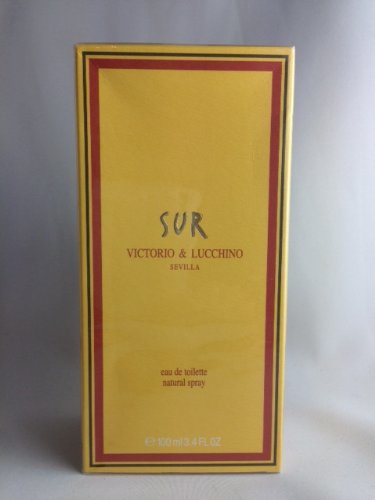 SUR
VICTORIO & LUCCHINO
SEVILLA
eau de toilette
natural spray
℮ 100 ml 3.4 FL OZ